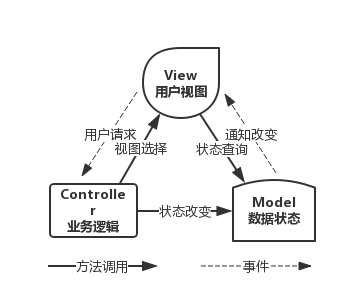 View
用户视图
用户请求
通知改变
视图选择
状态查询
Controlle
r
业务逻辑
状态改变
Model
数据状态
方法调用
事件